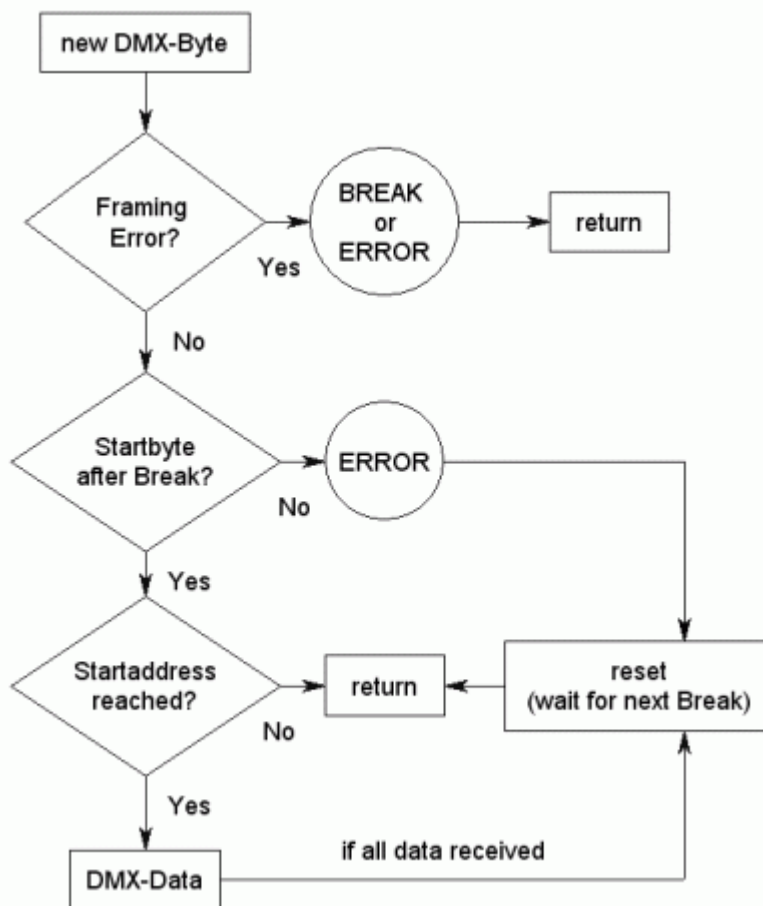 new DMX-Byte
Framing
Error?
Yes
BREAK
or
ERROR
return
No
Startbyte
after Break?
No
ERROR
Yes
Startaddress
reached?
No
return
reset
(wait for next Break)
Yes
DMX-Data
if all data received